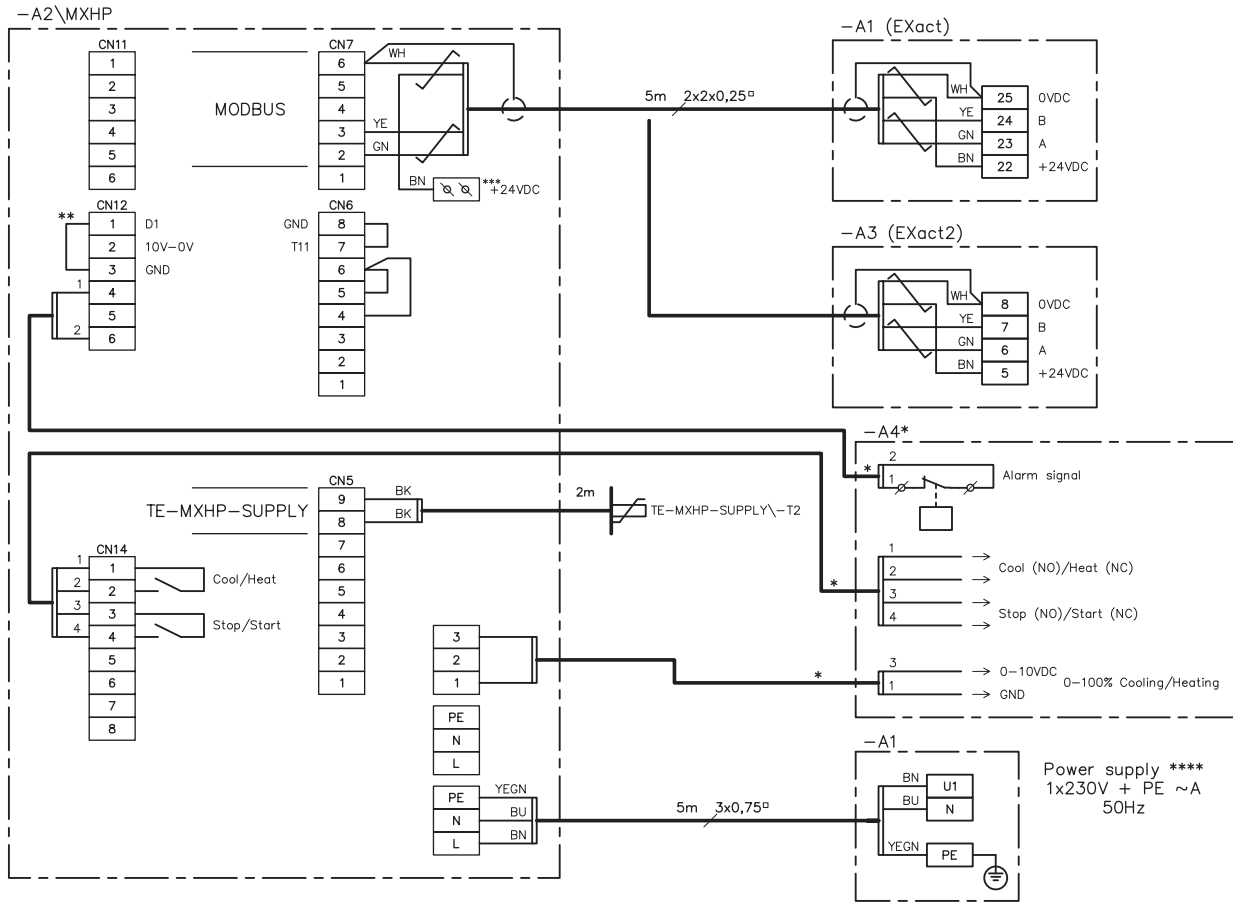 -A2\MXHP
CN11
1
2
3
4
5
6
MODBUS
CN7
6
5
4
3
2
1
WH
YE
GN
BN
*** +24VDC
5m 2x2x0,25▫
-A1 (EXact)
WH
YE
GN
BN
25 0VDC
24 B
23 A
22 +24VDC
CN12
**
1 D1
2 10V-0V
3 GND
4
5
6
1
2
CN6
GND 8
T11 7
6
5
4
3
2
1
-A3 (EXact2)
WH
YE
GN
BN
8 0VDC
7 B
6 A
5 +24VDC
-A4*
*
2
1
Alarm signal
TE-MXHP-SUPPLY
CN5
9
8
7
6
5
4
3
2
1
BK
BK
2m
TE-MXHP-SUPPLY\-T2
CN14
1
2
3
4
5
6
7
8
1
2
3
4
Cool/Heat
Stop/Start
*
1
2
3
4
Cool (NO)/Heat (NC)
Stop (NO)/Start (NC)
3
2
1
*
3
1
0-10VDC
GND
0-100% Cooling/Heating
PE
N
L
PE
N
L
YEGN
BU
BN
5m 3x0,75▫
-A1
BN U1
BU N
YEGN PE
Power supply ****
1x230V + PE ~A
50Hz